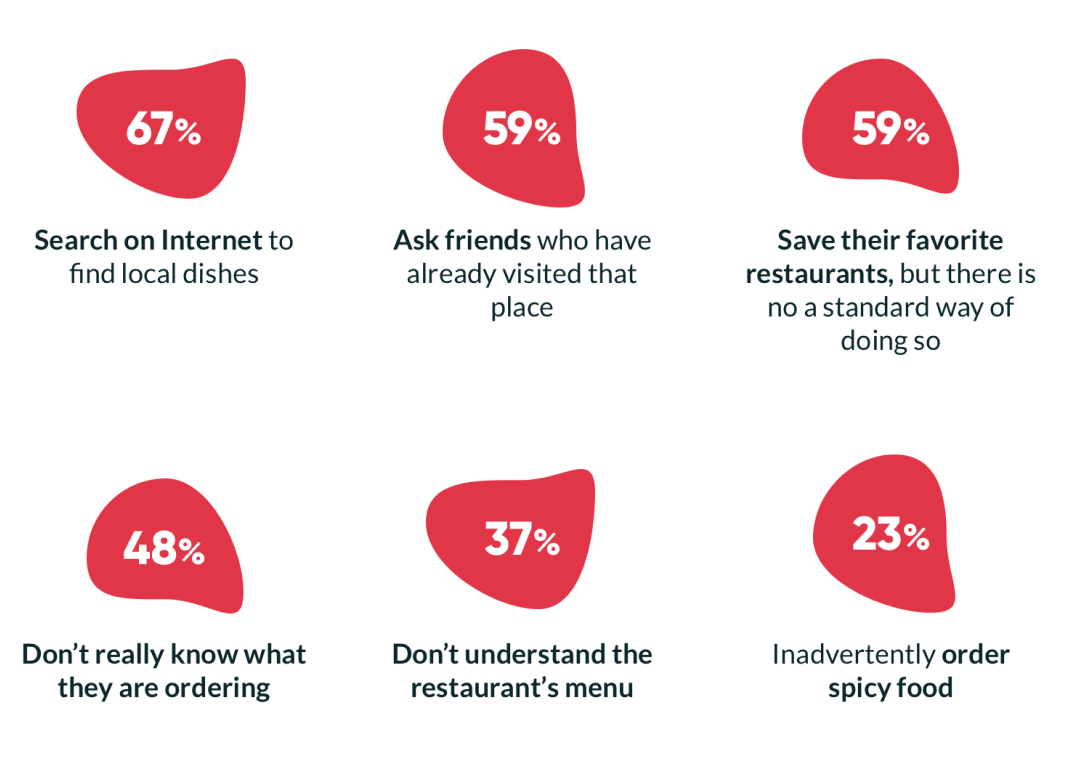 67%
Search on Internet to
find local dishes
59%
Ask friends who have
already visited that
place
59%
Save their favorite
restaurants, but there is
no a standard way of
doing so
48%
Don’t really know what
they are ordering
37%
Don’t understand the
restaurant’s menu
23%
Inadvertently order
spicy food